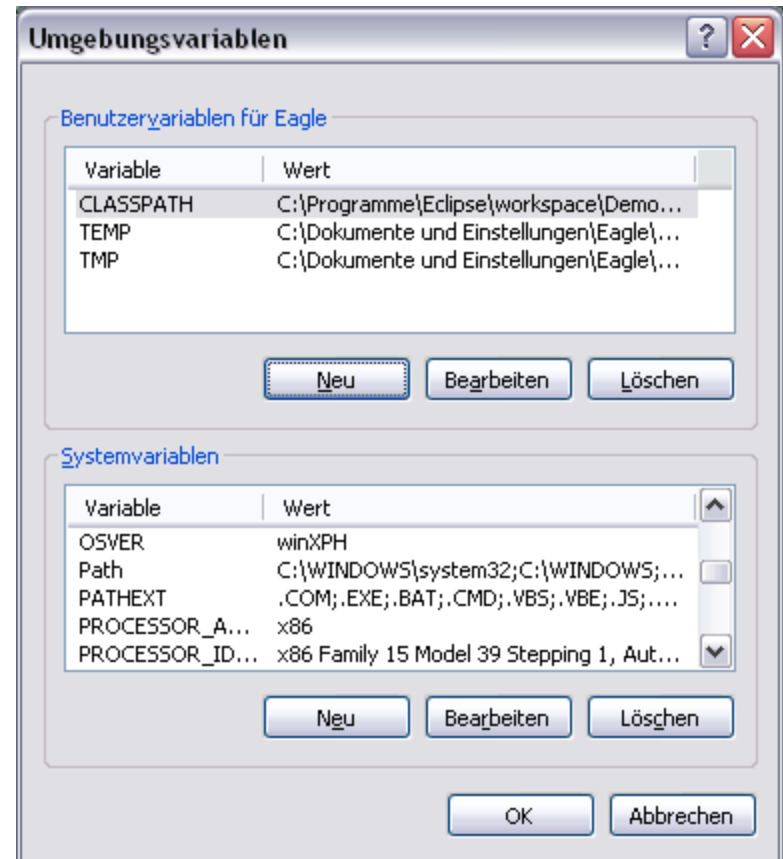 Umgebungsvariablen
Benutzervariablen für Eagle
Variable Wert
CLASSPATH C:\Programme\Eclipse\workspace\Demo...
TEMP C:\Dokumente und Einstellungen\Eagle\...
TMP C:\Dokumente und Einstellungen\Eagle\...
Neu Bearbeiten Löschen
Systemvariablen
Variable Wert
OSVER winXPH
Path C:\WINDOWS\system32;C:\WINDOWS;...
PATHEXT .COM;.EXE;.BAT;.CMD;.VBS;.VBE;.JS;....
PROCESSOR_A... x86
PROCESSOR_ID... x86 Family 15 Model 39 Stepping 1, Aut...
Neu Bearbeiten Löschen
OK Abbrechen